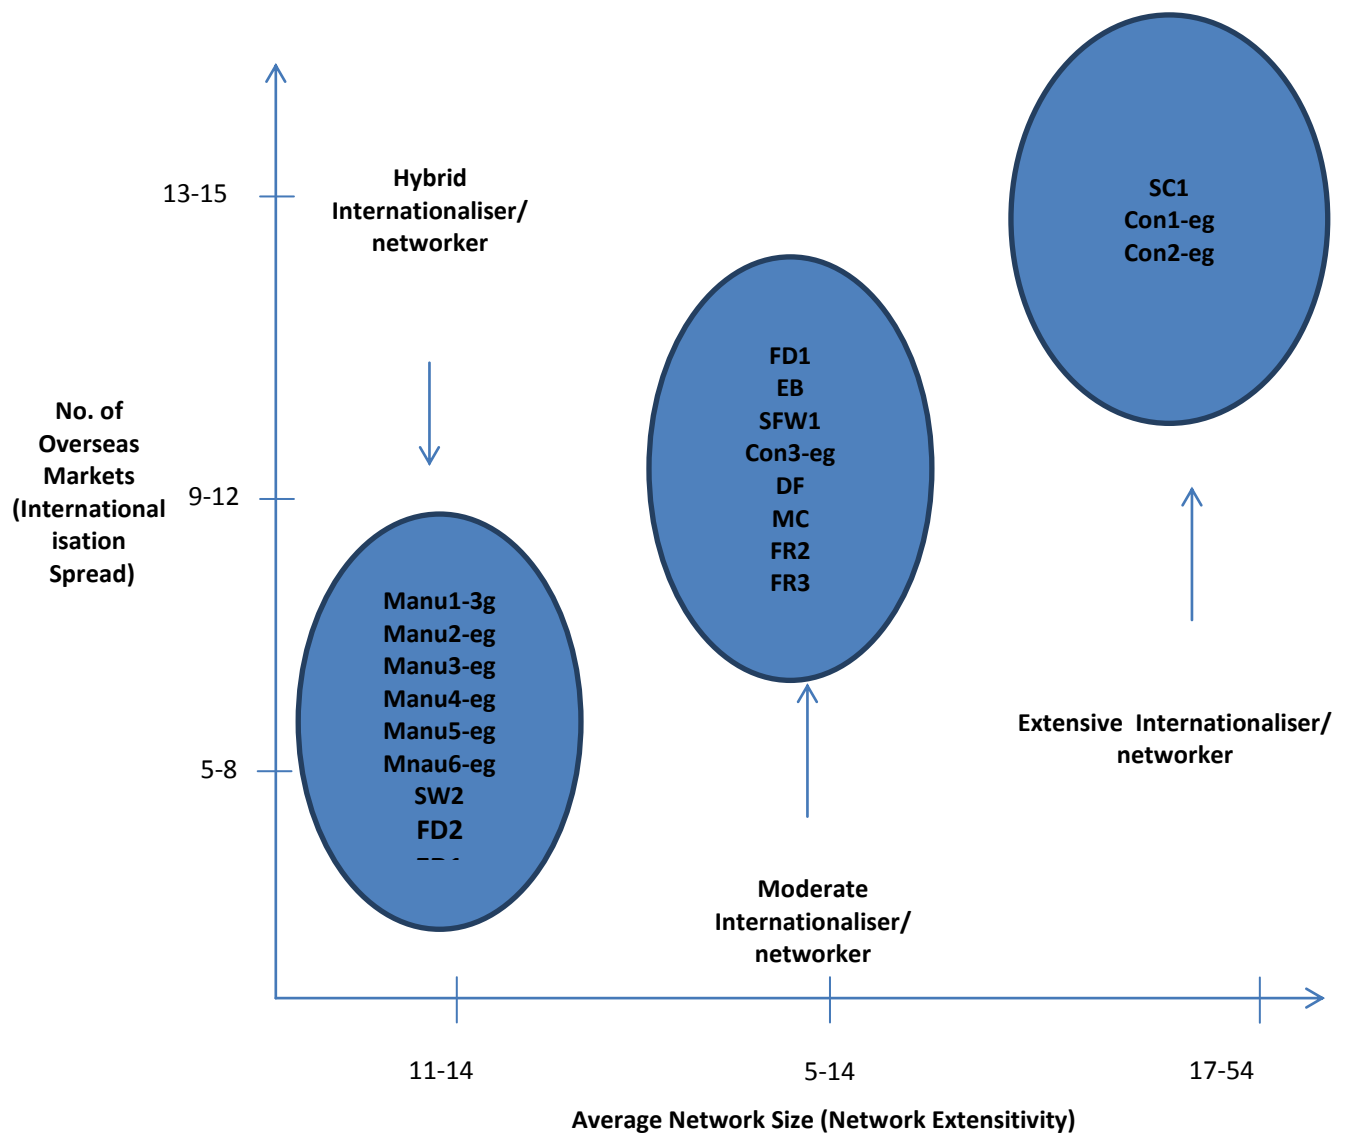 Hybrid
Internationaliser/
networker
13-15
SC1
Con1-eg
Con2-eg
FD1
EB
SFW1
Con3-eg
DF
MC
FR2
FR3
No. of
Overseas
Markets
(International
isation
Spread)
9-12
Manu1-3g
Manu2-eg
Manu3-eg
Manu4-eg
Manu5-eg
Mnau6-eg
SW2
FD2
5-8
Extensive Internationaliser/
networker
Moderate
Internationaliser/
networker
11-14
5-14
17-54
Average Network Size (Network Extensitivity)